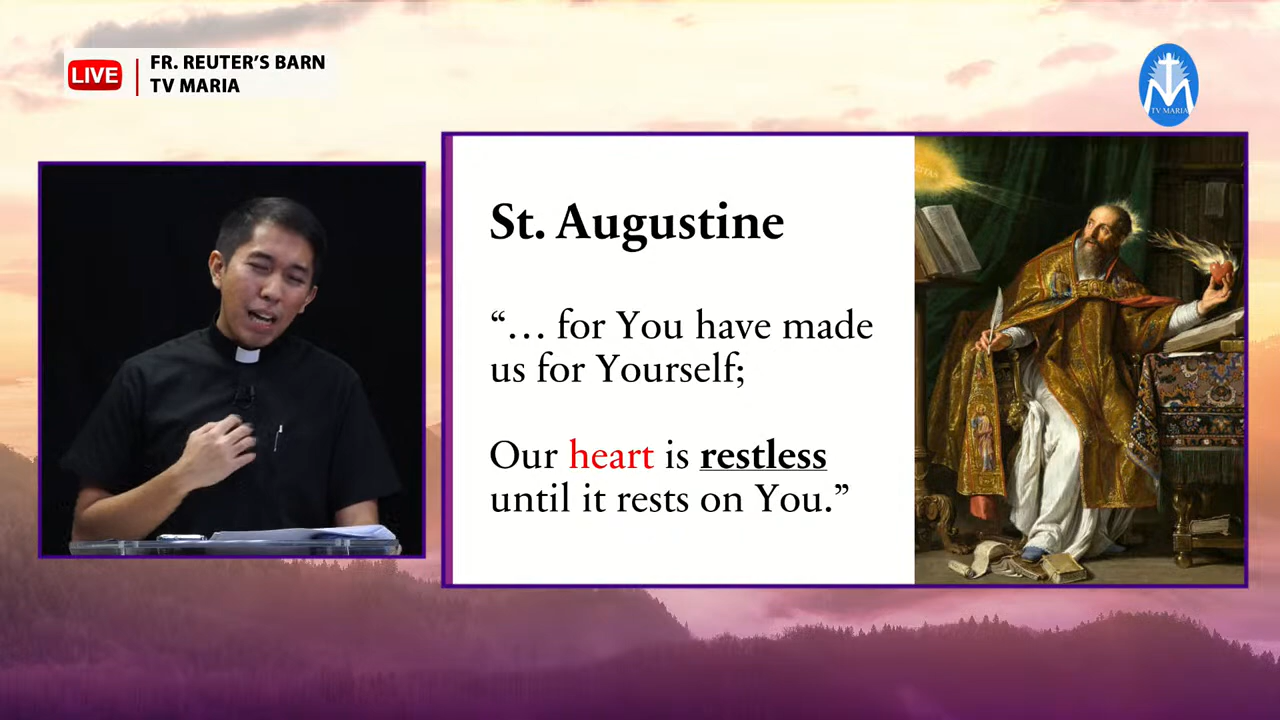 LIVE
FR. REUTER'S BARN
TV MARIA
TV MARIA
St. Augustine
“… for You have made
us for Yourself;
Our heart is restless
until it rests on You.”